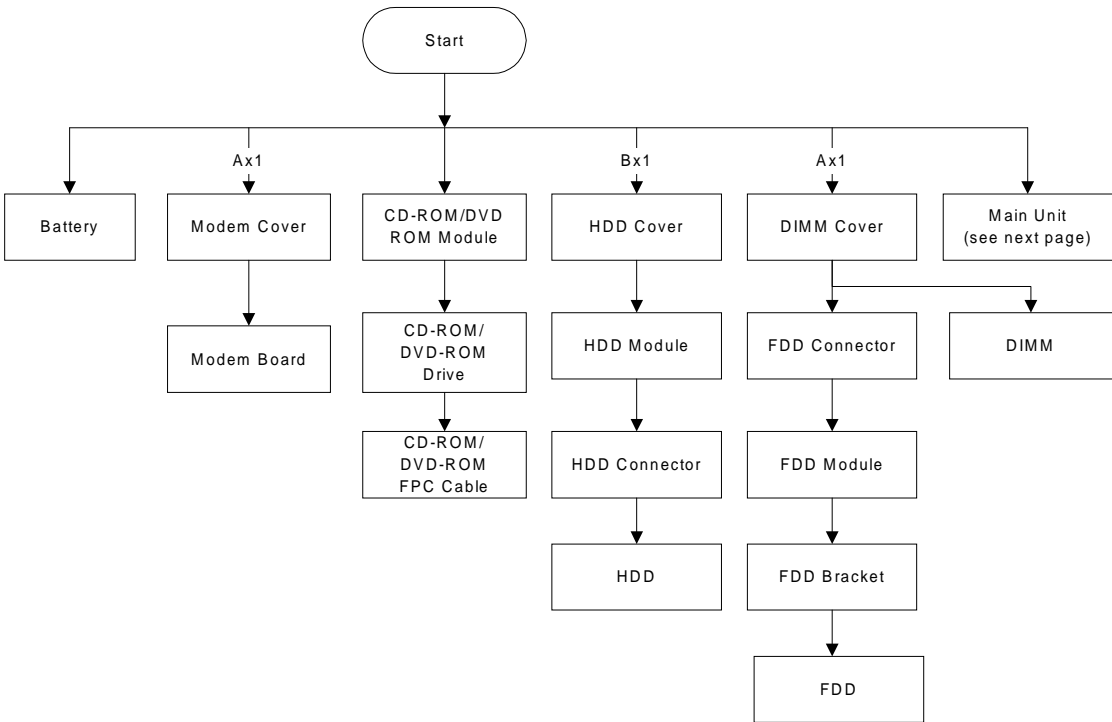 Start
Ax1
Bx1
Ax1
Battery
Modem Cover
CD-ROM/DVD
ROM Module
HDD Cover
DIMM Cover
Main Unit
(see next page)
Modem Board
CD-ROM/
DVD-ROM
Drive
HDD Module
FDD Connector
DIMM
CD-ROM/
DVD-ROM
FPC Cable
HDD Connector
FDD Module
HDD
FDD Bracket
FDD